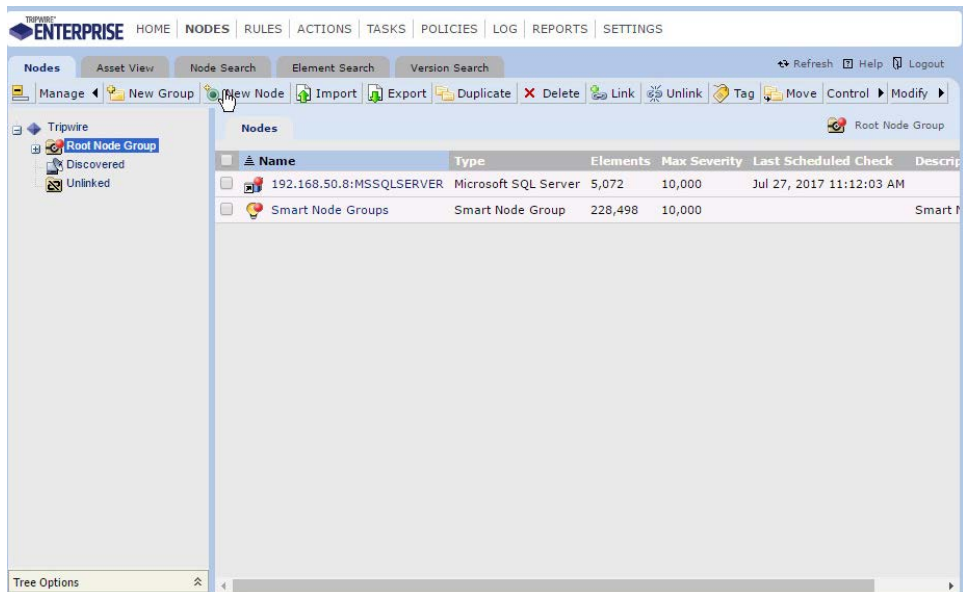 TRIPWIRE®
ENTERPRISE HOME NODES RULES ACTIONS TASKS POLICIES LOG REPORTS SETTINGS
Nodes Asset View Node Search Element Search Version Search Refresh Help Logout
Manage New Group New Node Import Export Duplicate Delete Link Unlink Tag Move Control Modify
Tripwire
Root Node Group
Discovered
Unlinked
Nodes Root Node Group
Name Type Elements Max Severity Last Scheduled Check Descrip
192.168.50.8:MSSQLSERVER Microsoft SQL Server 5,072 10,000 Jul 27, 2017 11:12:03 AM
Smart Node Groups Smart Node Group 228,498 10,000 Smart N
Tree Options